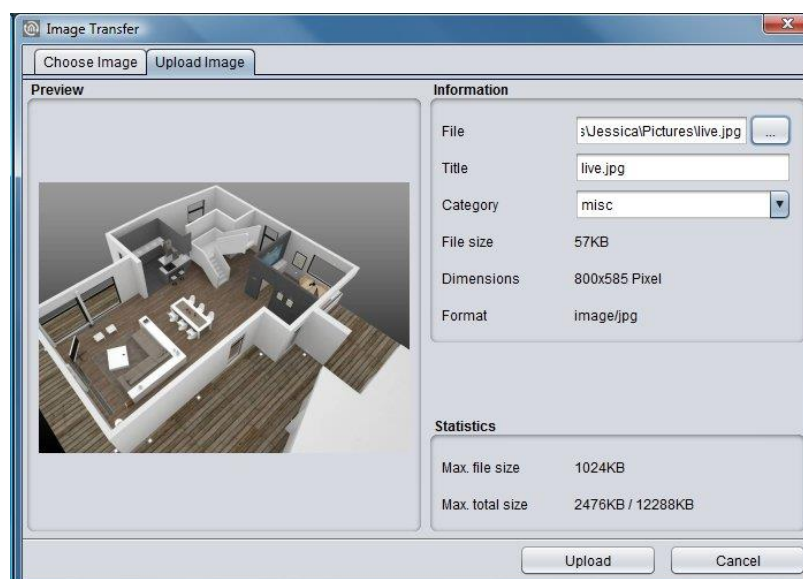 Image Transfer
Choose Image Upload Image
Preview
Information
File s\Jessica\Pictures\live.jpg ...
Title live.jpg
Category misc
File size 57KB
Dimensions 800x585 Pixel
Format image/jpg
Statistics
Max. file size 1024KB
Max. total size 2476KB / 12288KB
Upload Cancel